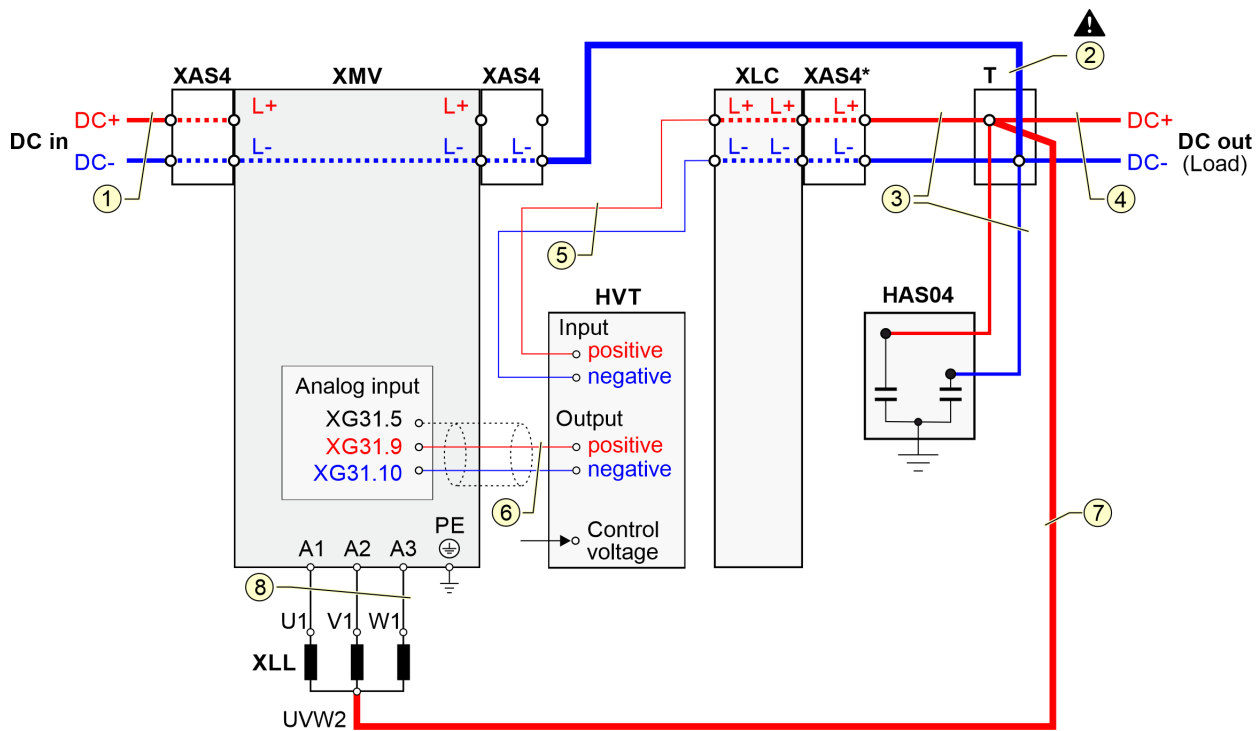 2
XAS4 XMV XAS4 XLC XAS4* T
L+ L+ L+ L+ L+
DC+ DC+
DC in DC out
DC- L- L- L- L- L- L- DC- (Load)
1 3 4
5
HVT HAS04
Input
positive
negative
Analog input
XG31.5
XG31.9
XG31.10
Output
positive
negative
6 7
Control
voltage
PE
A1 A2 A3
8
U1 V1 W1
XLL
UVW2